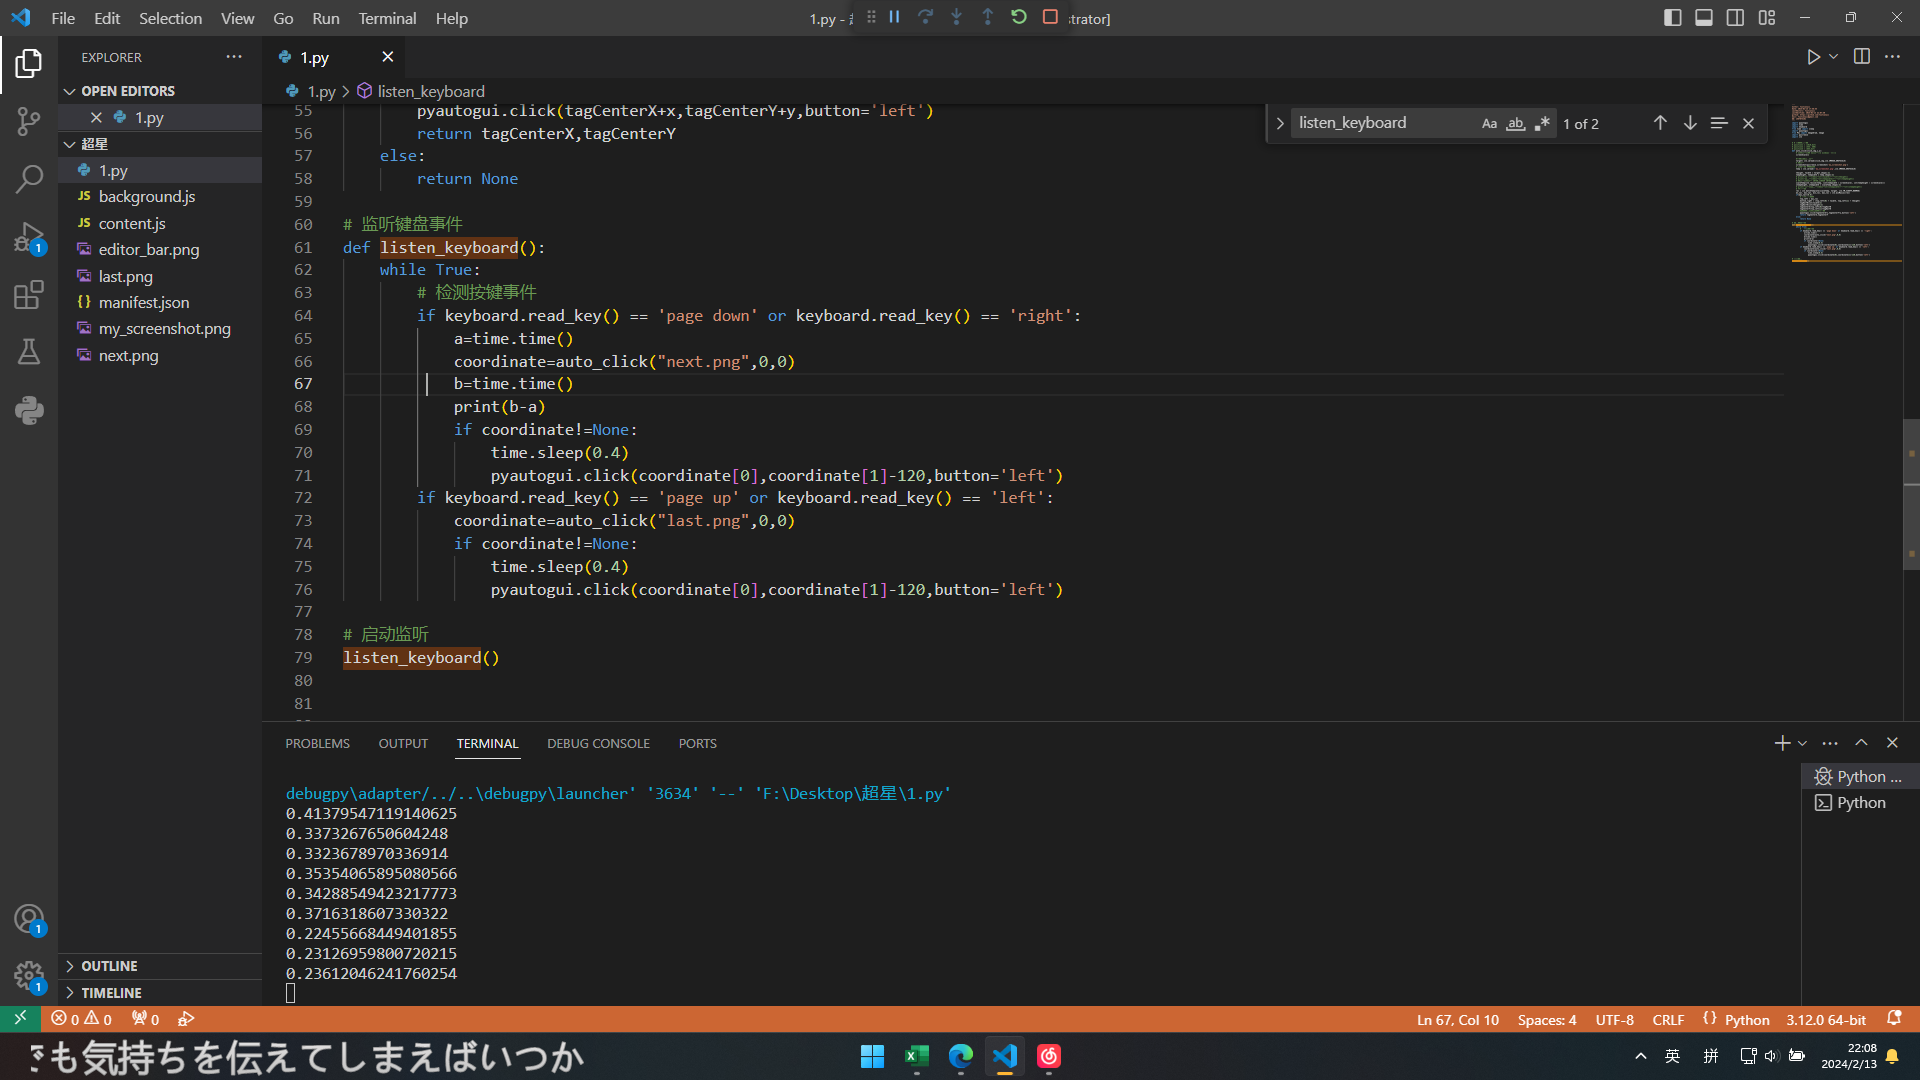 File Edit Selection View Go Run Terminal Help
1.py - trator]
EXPLORER
OPEN EDITORS
1.py
超星
1.py
background.js
content.js
editor_bar.png
last.png
manifest.json
my_screenshot.png
next.png
OUTLINE
TIMELINE
1.py
1.py > listen_keyboard
listen_keyboard Aa ab .* 1 of 2
55 pyautogui.click(tagCenterX+x,tagCenterY+y,button='left')
56 return tagCenterX,tagCenterY
57 else:
58 return None
59
60 # 监听键盘事件
61 def listen_keyboard():
62 while True:
63 # 检测按键事件
64 if keyboard.read_key() == 'page down' or keyboard.read_key() == 'right':
65 a=time.time()
66 coordinate=auto_click("next.png",0,0)
67 b=time.time()
68 print(b-a)
69 if coordinate!=None:
70 time.sleep(0.4)
71 pyautogui.click(coordinate[0],coordinate[1]-120,button='left')
72 if keyboard.read_key() == 'page up' or keyboard.read_key() == 'left':
73 coordinate=auto_click("last.png",0,0)
74 if coordinate!=None:
75 time.sleep(0.4)
76 pyautogui.click(coordinate[0],coordinate[1]-120,button='left')
77
78 # 启动监听
79 listen_keyboard()
80
81
PROBLEMS OUTPUT TERMINAL DEBUG CONSOLE PORTS
debugpy\adapter/../..\debugpy\launcher' '3634' '--' 'F:\Desktop\超星\1.py'
0.41379547119140625
0.3373267650604248
0.3323678970336914
0.35354065895080566
0.34288549423217773
0.3716318607330322
0.22455668449401855
0.23126959800720215
0.23612046241760254
Python ...
Python
0 0 0
Ln 67, Col 10 Spaces: 4 UTF-8 CRLF {} Python 3.12.0 64-bit
も気持ちを伝えてしまえばいつか
英 拼
22:08
2024/2/13